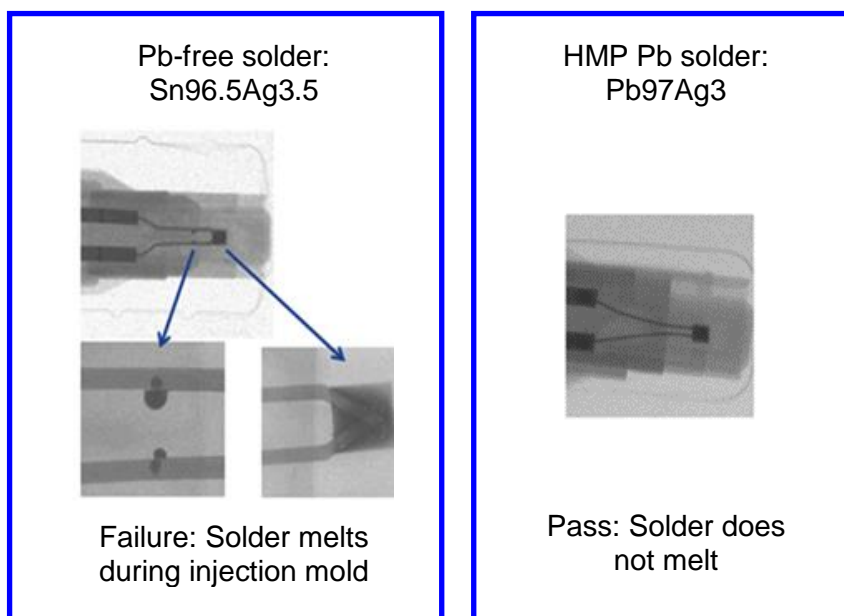 Pb-free solder:
Sn96.5Ag3.5
Failure: Solder melts
during injection mold
HMP Pb solder:
Pb97Ag3
Pass: Solder does
not melt